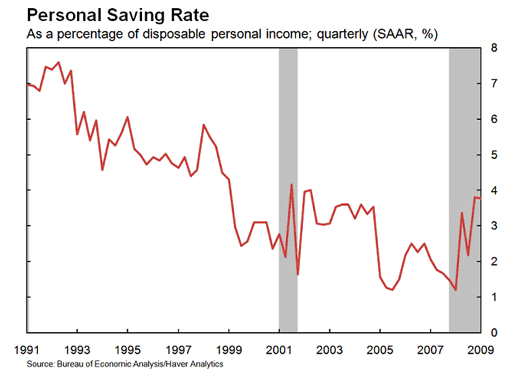 Personal Saving Rate
As a percentage of disposable personal income; quarterly (SAAR, %)
8
7
6
5
4
3
2
1
0
1991 1993 1995 1997 1999 2001 2003 2005 2007 2009
Source: Bureau of Economic Analysis/Haver Analytics